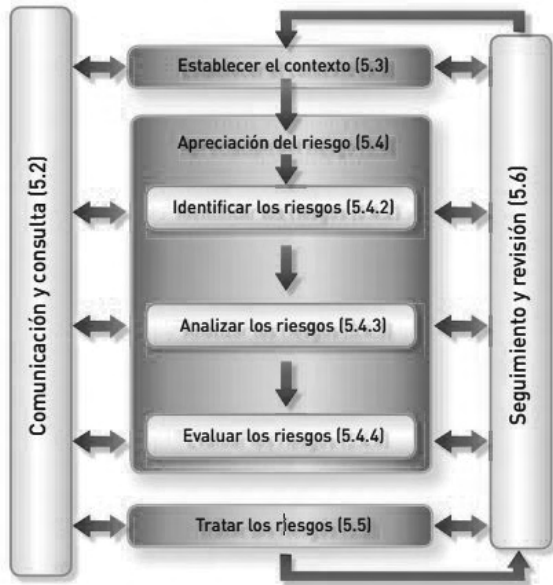 Establecer el contexto (5.3)
Apreciación del riesgo (5.4)
Identificar los riesgos (5.4.2)
Analizar los riesgos (5.4.3)
Evaluar los riesgos (5.4.4)
Tratar los riesgos (5.5)
Comunicación y consulta (5.2)
Seguimiento y revisión (5.6)